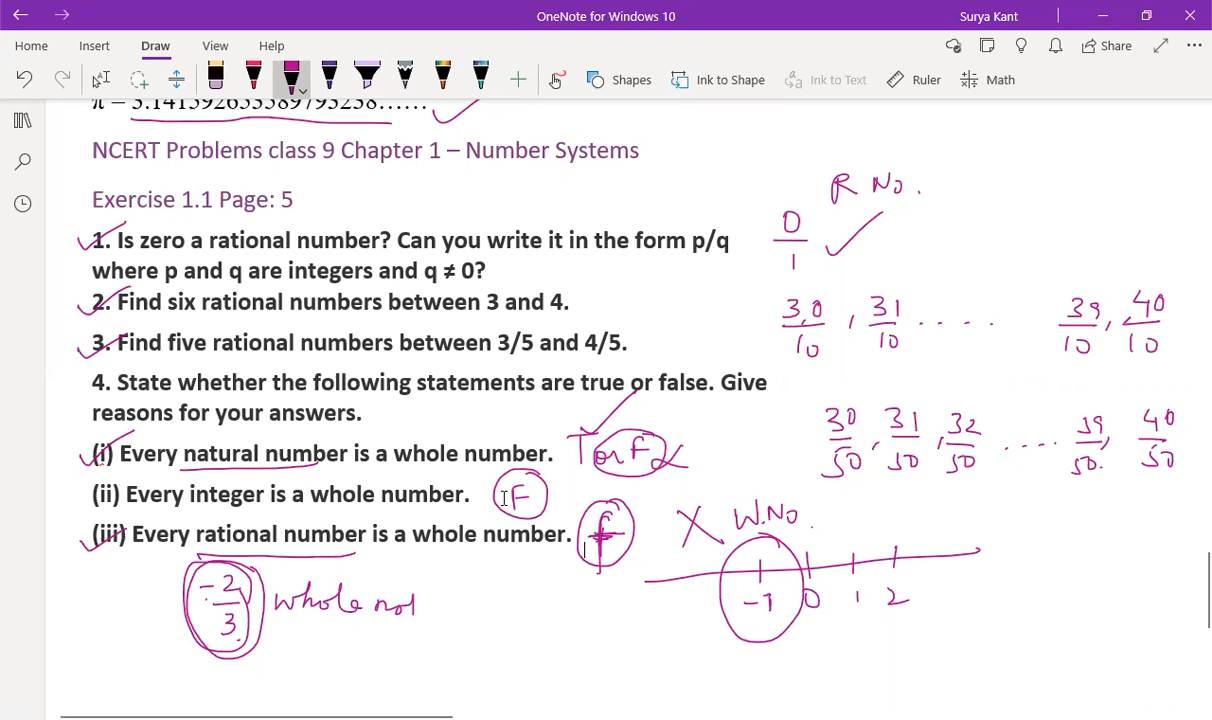 OneNote for Windows 10
Surya Kant
Home Insert Draw View Help
Share
Shapes Ink to Shape Ink to Text Ruler Math
π = 3.141592653589793238……
NCERT Problems class 9 Chapter 1 – Number Systems
R No.
Exercise 1.1 Page: 5
1. Is zero a rational number? Can you write it in the form p/q
0/1
where p and q are integers and q ≠ 0?
2. Find six rational numbers between 3 and 4.
30/10, 31/10 ..... 39/10, 40/10
3. Find five rational numbers between 3/5 and 4/5.
4. State whether the following statements are true or false. Give
reasons for your answers.
30/50, 31/50, 32/50 .... 39/50, 40/50
(i) Every natural number is a whole number. T or F
(ii) Every integer is a whole number. F
W.No.
(iii) Every rational number is a whole number. f
-1 0 1 2
-2/3 whole not